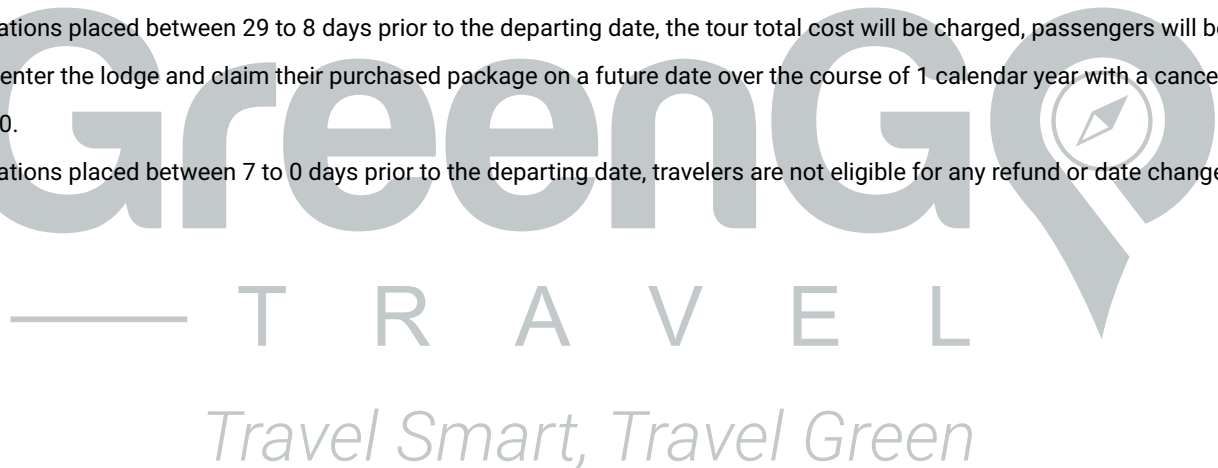 ations placed between 29 to 8 days prior to the departing date, the tour total cost will be charged, passengers will b
enter the lodge and claim their purchased package on a future date over the course of 1 calendar year with a cance
0.
ations placed between 7 to 0 days prior to the departing date, travelers are not eligible for any refund or date change
GreenGO
TRAVEL
Travel Smart, Travel Green